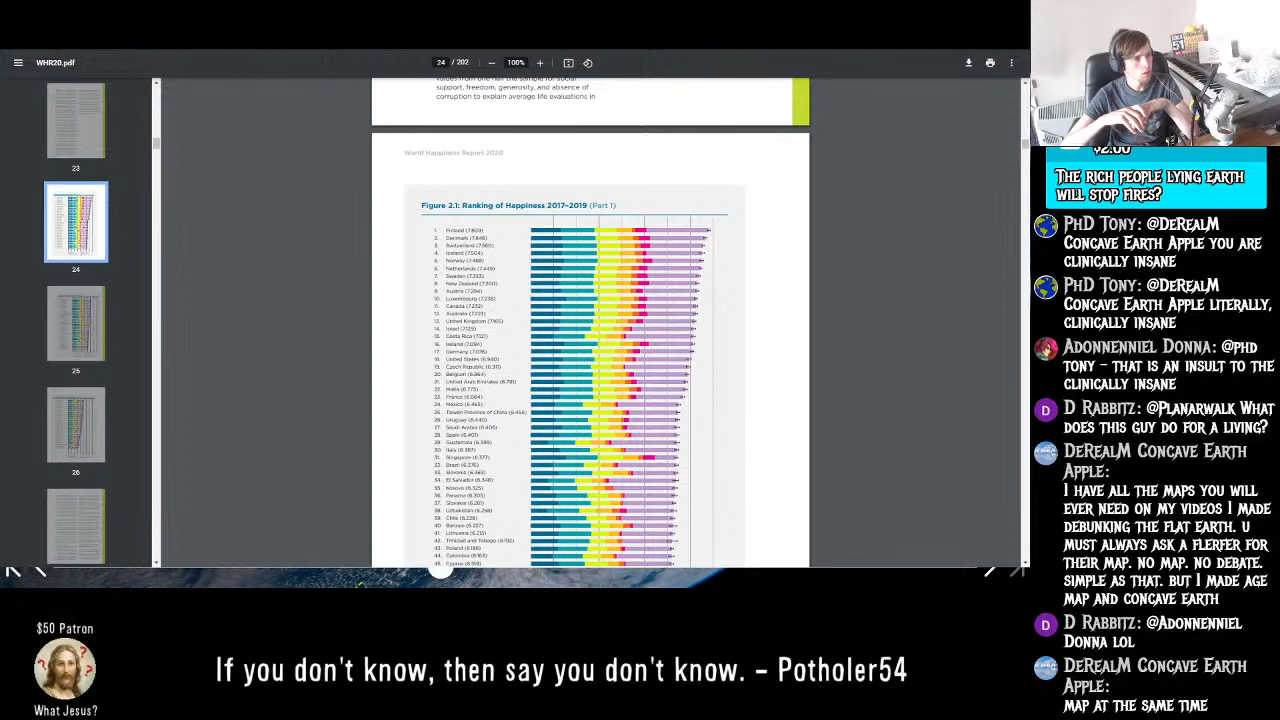 WHR20.pdf
24 / 202
100%
values from one half the sample for social
support, freedom, generosity, and absence of
corruption to explain average life evaluations in
23
24
25
26
World Happiness Report 2020
Figure 2.1: Ranking of Happiness 2017–2019 (Part 1)
1. Finland (7.809)
2. Denmark (7.646)
3. Switzerland (7.560)
4. Iceland (7.504)
5. Norway (7.488)
6. Netherlands (7.449)
7. Sweden (7.353)
8. New Zealand (7.300)
9. Austria (7.294)
10. Luxembourg (7.238)
11. Canada (7.232)
12. Australia (7.223)
13. United Kingdom (7.165)
14. Israel (7.129)
15. Costa Rica (7.121)
16. Ireland (7.094)
17. Germany (7.076)
18. United States (6.940)
19. Czech Republic (6.911)
20. Belgium (6.864)
21. United Arab Emirates (6.791)
22. Malta (6.773)
23. France (6.664)
24. Mexico (6.465)
25. Taiwan Province of China (6.455)
26. Uruguay (6.440)
27. Saudi Arabia (6.406)
28. Spain (6.401)
29. Guatemala (6.399)
30. Italy (6.387)
31. Singapore (6.377)
32. Brazil (6.376)
33. Slovenia (6.363)
34. El Salvador (6.348)
35. Kosovo (6.325)
36. Panama (6.305)
37. Slovakia (6.281)
38. Uzbekistan (6.258)
39. Chile (6.228)
40. Bahrain (6.227)
41. Lithuania (6.215)
42. Trinidad and Tobago (6.192)
43. Poland (6.186)
44. Colombia (6.163)
45. Cyprus (6.159)
$2.00
The rich people lying earth
will stop fires?
PhD Tony: @DeRealM
Concave Earth Apple you are
clinically inane
PhD Tony: @DeRealM
Concave Earth Apple literally,
clinically insane
Adonnenniel Donna: @PhD
Tony - That's an insult to the
clinically insane
D Rabbitz: @SciManDan what
does this guy do for a living?
DeRealM Concave Earth
Apple:
I have all it debunks you will
ever need in the videos I made
debunking the flat earth. U
must always ask a flerfer for
their map. No map no debate.
Simple as that. But I made age
map and concave earth
D Rabbitz: @Adonnenniel
Donna lol
DeRealM Concave Earth
Apple:
map at the same time
$50 Patron
What Jesus?
If you don't know, then say you don't know. – Potholer54